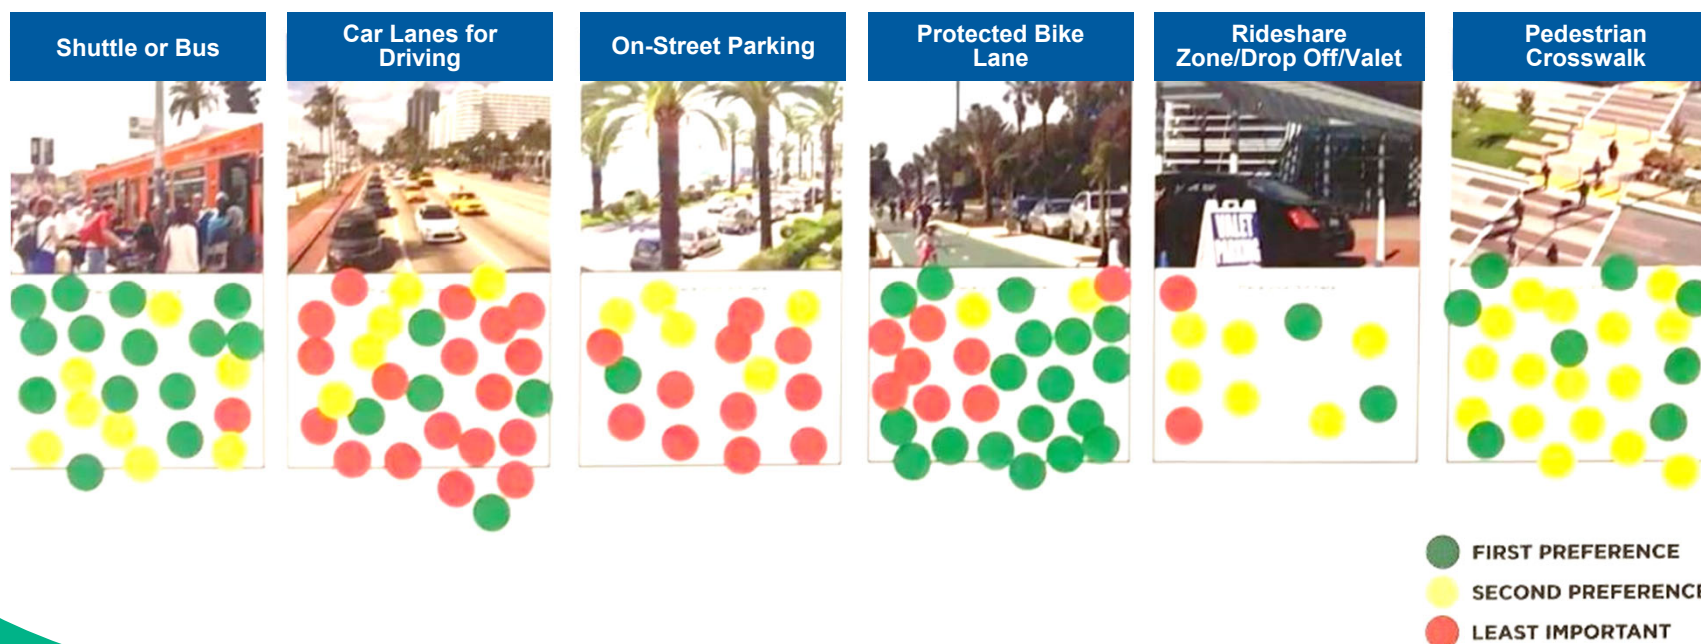 Shuttle or Bus
Car Lanes for
Driving
On-Street Parking
Protected Bike
Lane
Rideshare
Zone/Drop Off/Valet
Pedestrian
Crosswalk
VALET
PARKING
FIRST PREFERENCE
SECOND PREFERENCE
LEAST IMPORTANT